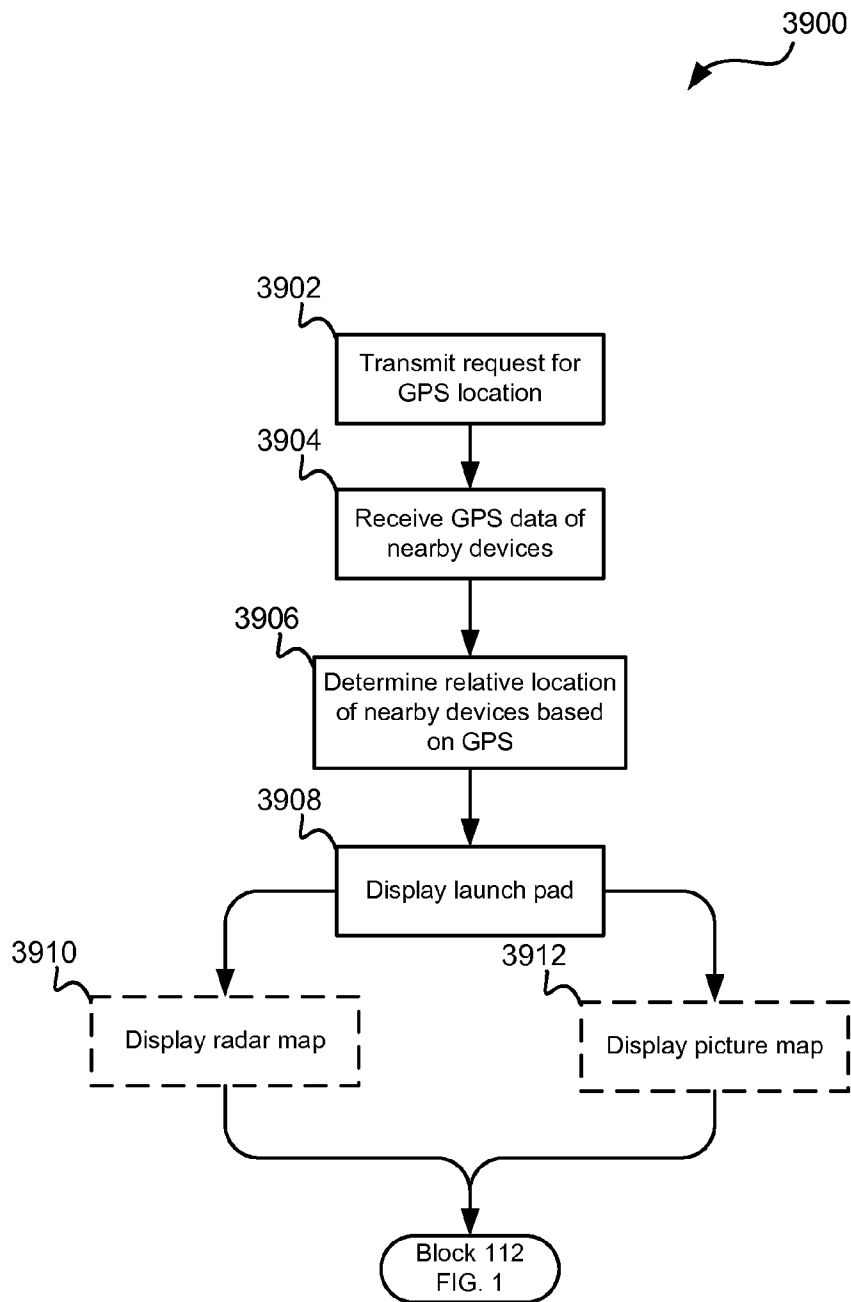 3900
3902
Transmit request for
GPS location
3904
Receive GPS data of
nearby devices
3906
Determine relative location
of nearby devices based
on GPS
3908
Display launch pad
3910
Display radar map
3912
Display picture map
Block 112
FIG. 1